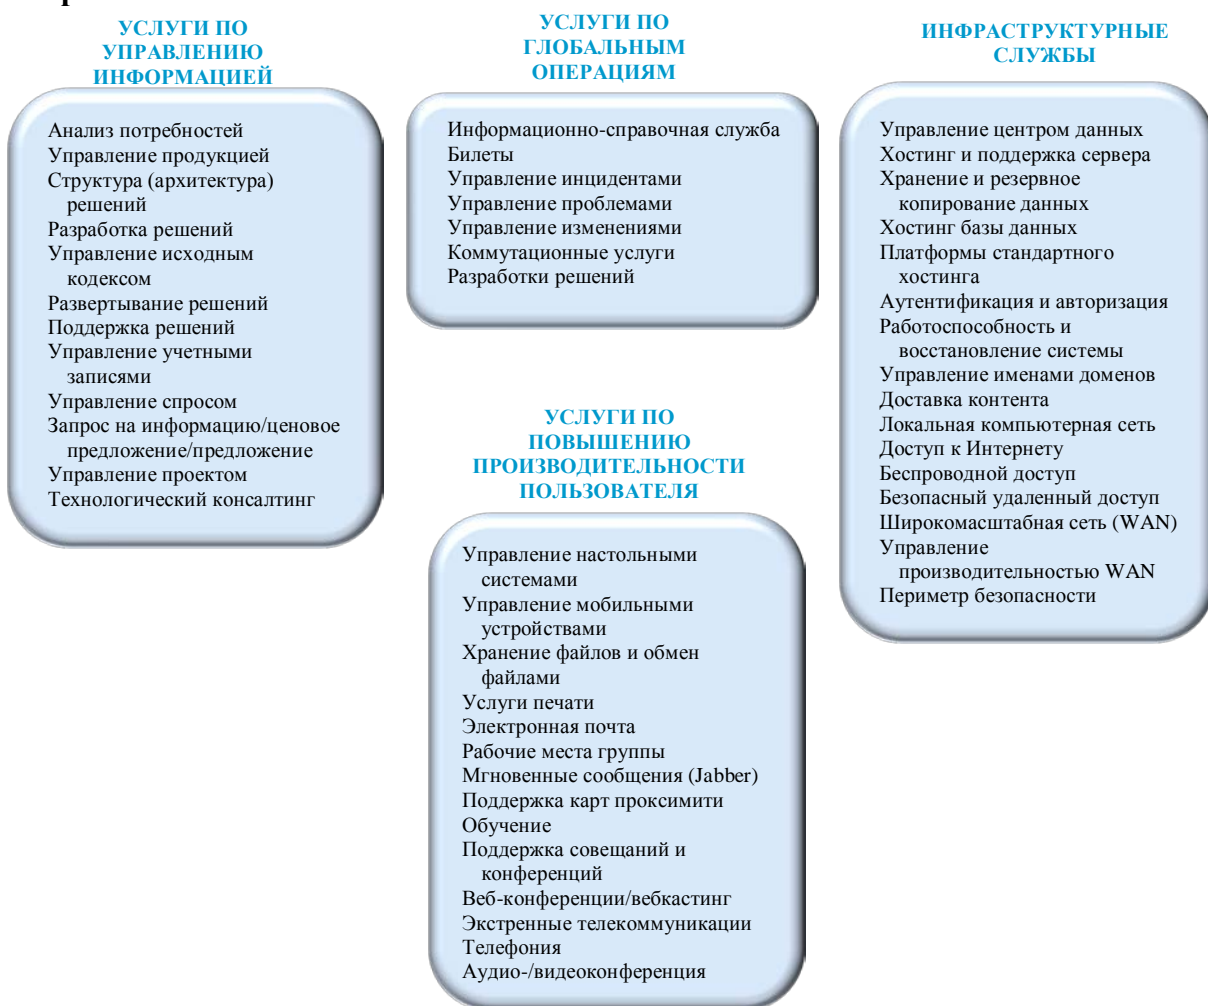 УСЛУГИ ПО
УПРАВЛЕНИЮ
ИНФОРМАЦИЕЙ
Анализ потребностей
Управление продукцией
Структура (архитектура)
решений
Разработка решений
Управление исходным
кодексом
Развертывание решений
Поддержка решений
Управление учетными
записями
Управление спросом
Запрос на информацию/ценовое
предложение/предложение
Управление проектом
Технологический консалтинг
УСЛУГИ ПО
ГЛОБАЛЬНЫМ
ОПЕРАЦИЯМ
Информационно-справочная служба
Билеты
Управление инцидентами
Управление проблемами
Управление изменениями
Коммутационные услуги
Разработки решений
УСЛУГИ ПО
ПОВЫШЕНИЮ
ПРОИЗВОДИТЕЛЬНОСТИ
ПОЛЬЗОВАТЕЛЯ
Управление настольными
системами
Управление мобильными
устройствами
Хранение файлов и обмен
файлами
Услуги печати
Электронная почта
Рабочие места группы
Мгновенные сообщения (Jabber)
Поддержка карт проксимити
Обучение
Поддержка совещаний и
конференций
Веб-конференции/вебкастинг
Экстренные телекоммуникации
Телефония
Аудио-/видеоконференция
ИНФРАСТРУКТУРНЫЕ
СЛУЖБЫ
Управление центром данных
Хостинг и поддержка сервера
Хранение и резервное
копирование данных
Хостинг базы данных
Платформы стандартного
хостинга
Аутентификация и авторизация
Работоспособность и
восстановление системы
Управление именами доменов
Доставка контента
Локальная компьютерная сеть
Доступ к Интернету
Беспроводной доступ
Безопасный удаленный доступ
Широкомасштабная сеть (WAN)
Управление
производительностью WAN
Периметр безопасности